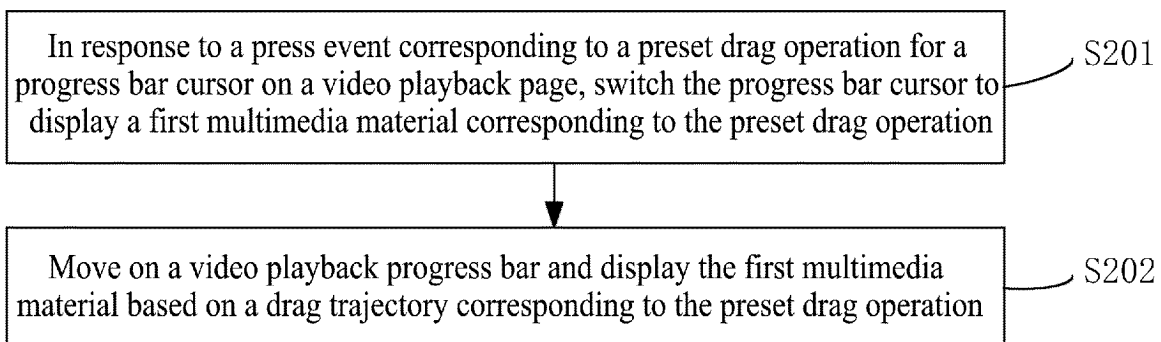 In response to a press event corresponding to a preset drag operation for a
progress bar cursor on a video playback page, switch the progress bar cursor to
display a first multimedia material corresponding to the preset drag operation
S201
Move on a video playback progress bar and display the first multimedia
material based on a drag trajectory corresponding to the preset drag operation
S202